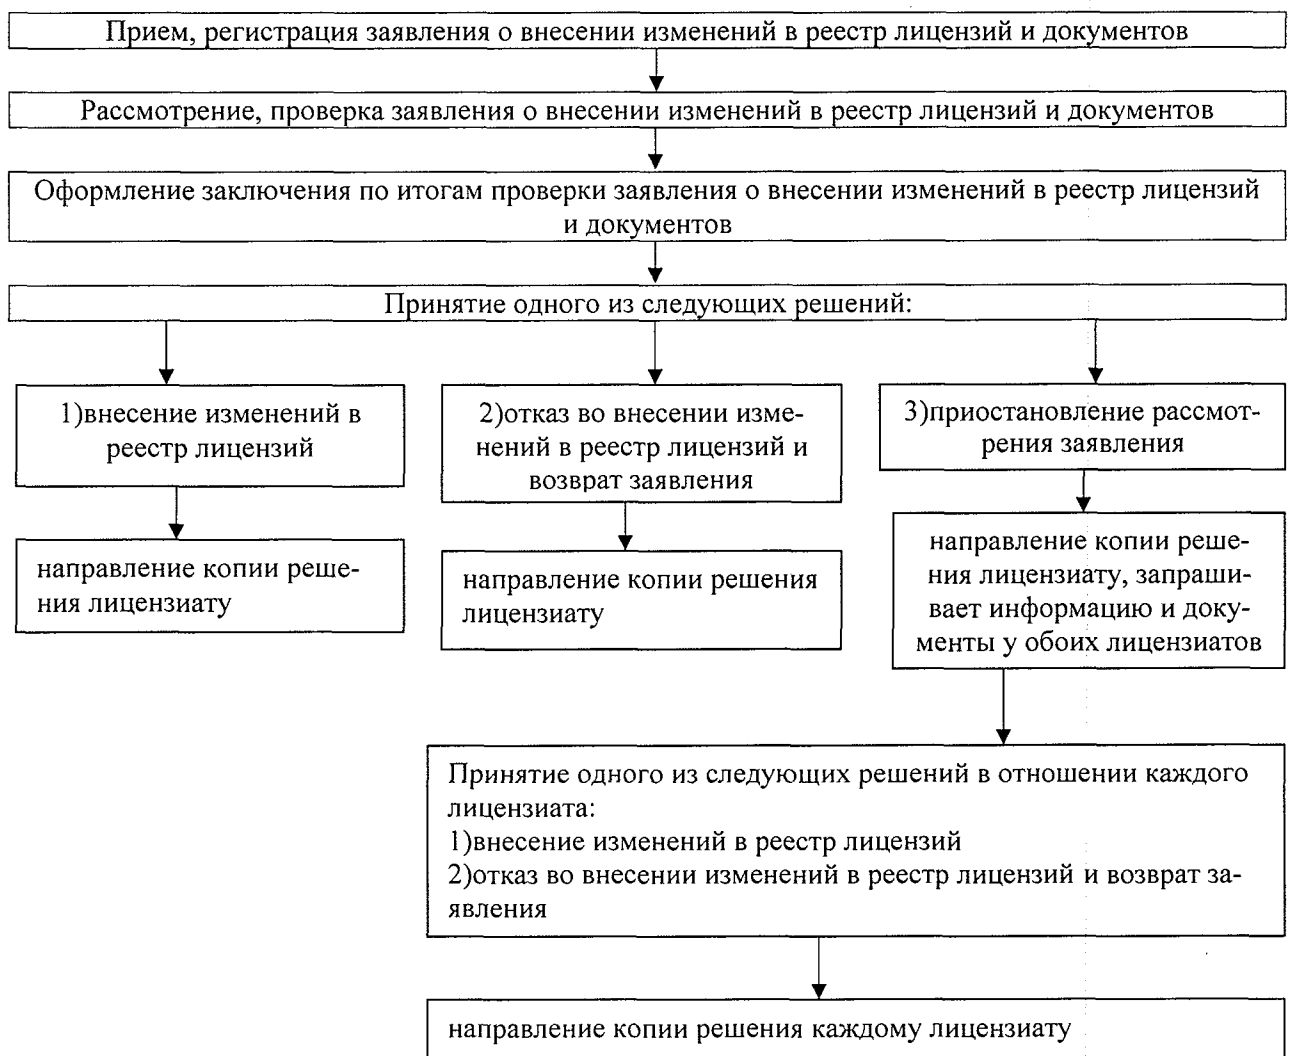 Прием, регистрация заявления о внесении изменений в реестр лицензий и документов
Рассмотрение, проверка заявления о внесении изменений в реестр лицензий и документов
Оформление заключения по итогам проверки заявления о внесении изменений в реестр лицензий
и документов
Принятие одного из следующих решений:
1)внесение изменений в
реестр лицензий
2)отказ во внесении изме-
нений в реестр лицензий и
возврат заявления
3)приостановление рассмот-
рения заявления
направление копии реше-
ния лицензиату
направление копии решения
лицензиату
направление копии реше-
ния лицензиату, запраши-
вает информацию и доку-
менты у обоих лицензиатов
Принятие одного из следующих решений в отношении каждого
лицензиата:
1)внесение изменений в реестр лицензий
2)отказ во внесении изменений в реестр лицензий и возврат за-
явления
направление копии решения каждому лицензиату